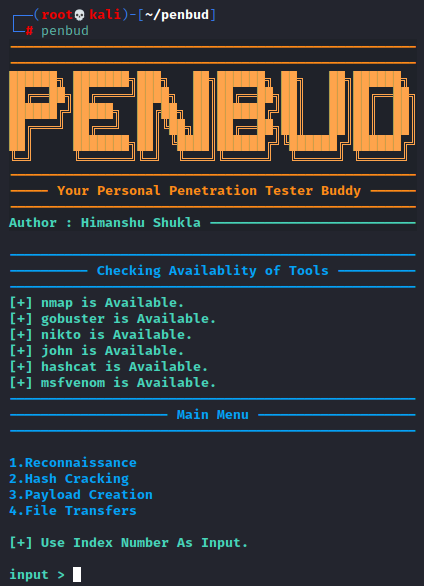 ┌──(root💀kali)-[~/penbud]
└─# penbud
PENBUD
Your Personal Penetration Tester Buddy
Author : Himanshu Shukla
Checking Availablity of Tools
[+] nmap is Available.
[+] gobuster is Available.
[+] nikto is Available.
[+] john is Available.
[+] hashcat is Available.
[+] msfvenom is Available.
Main Menu
1.Reconnaissance
2.Hash Cracking
3.Payload Creation
4.File Transfers
[+] Use Index Number As Input.
input >